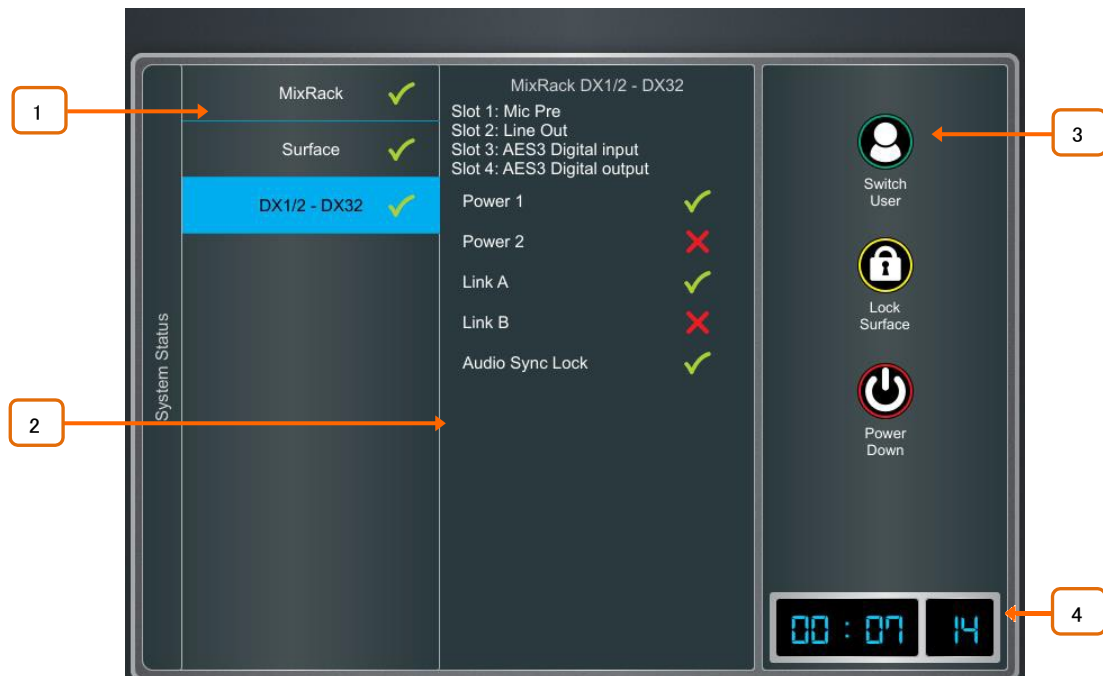 1
2
3
4
System Status
MixRack
Surface
DX1/2 - DX32
MixRack DX1/2 - DX32
Slot 1: Mic Pre
Slot 2: Line Out
Slot 3: AES3 Digital input
Slot 4: AES3 Digital output
Power 1
Power 2
Link A
Link B
Audio Sync Lock
Switch
User
Lock
Surface
Power
Down
00 : 07 14